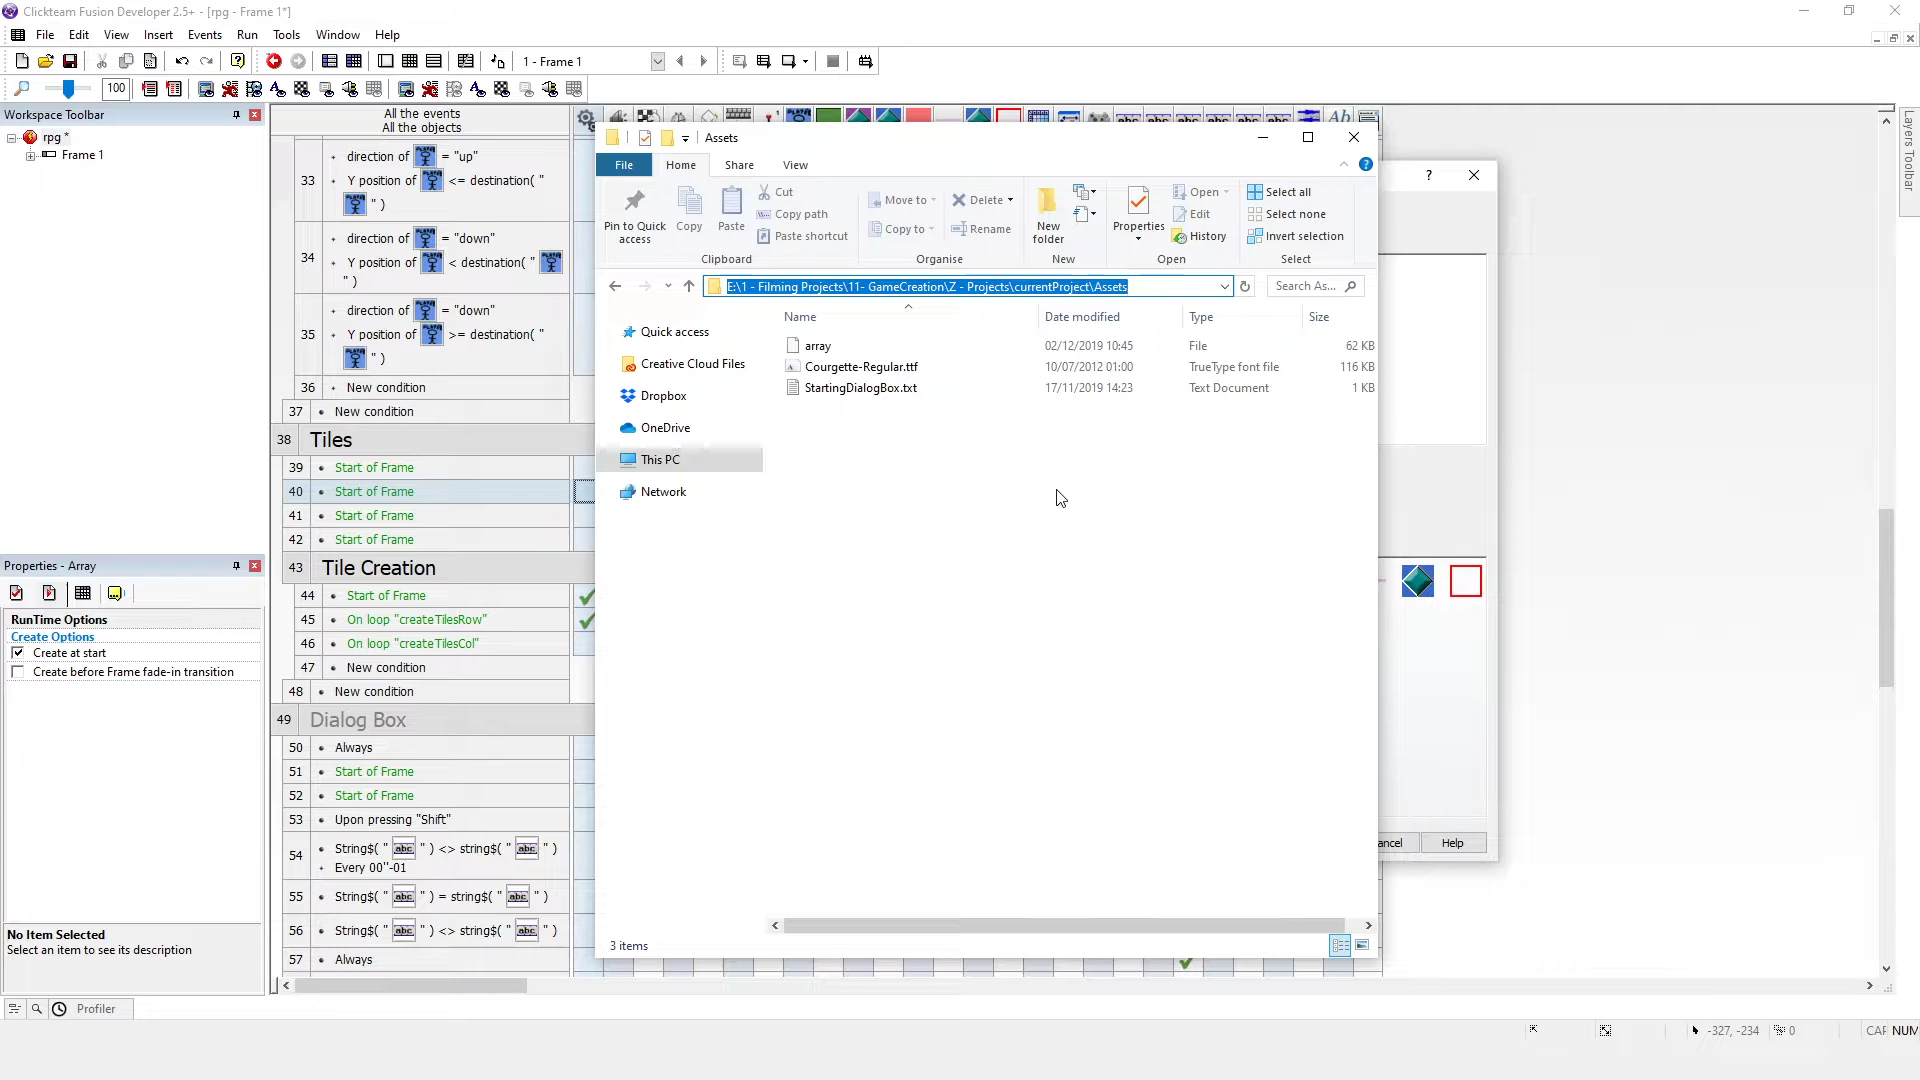 Clickteam Fusion Developer 2.5+ - [rpg - Frame 1*]
File Edit View Insert Events Run Tools Window Help
1 - Frame 1
100
Workspace Toolbar
rpg *
Frame 1
All the events
All the objects
33 direction of = "up"
Y position of <= destination( "
" )
34 direction of = "down"
Y position of < destination( "
" )
35 direction of = "down"
Y position of >= destination( "
" )
36 New condition
37 New condition
38 Tiles
39 Start of Frame
40 Start of Frame
41 Start of Frame
42 Start of Frame
43 Tile Creation
44 Start of Frame
45 On loop "createTilesRow"
46 On loop "createTilesCol"
47 New condition
48 New condition
49 Dialog Box
50 Always
51 Start of Frame
52 Start of Frame
53 Upon pressing "Shift"
54 String$( " abc " ) <> string$( " abc " )
Every 00"-01
55 String$( " abc " ) = string$( " abc " )
56 String$( " abc " ) <> string$( " abc " )
57 Always
Properties - Array
RunTime Options
Create Options
Create at start
Create before Frame fade-in transition
No Item Selected
Select an item to see its description
Profiler
Assets
File Home Share View
Pin to Quick access
Copy
Paste
Cut
Copy path
Paste shortcut
Clipboard
Move to
Copy to
Delete
Rename
Organise
New folder
New
Properties
Open
Edit
History
Open
Select all
Select none
Invert selection
Select
E:\1 - Filming Projects\11- GameCreation\Z - Projects\currentProject\Assets
Search As...
Quick access
Creative Cloud Files
Dropbox
OneDrive
This PC
Network
Name Date modified Type Size
array 02/12/2019 10:45 File 62 KB
Courgette-Regular.ttf 10/07/2012 01:00 TrueType font file 116 KB
StartingDialogBox.txt 17/11/2019 14:23 Text Document 1 KB
3 items
ancel
Help
Layers Toolbar
-327, -234
0
CAP NUM